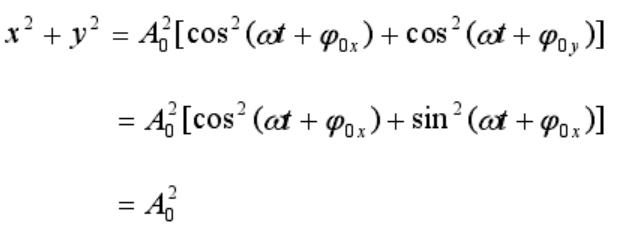 x² + y² = A₀²[cos²(ωt + φ₀ₓ) + cos²(ωt + φ₀ᵧ)]
= A₀²[cos²(ωt + φ₀ₓ) + sin²(ωt + φ₀ₓ)]
= A₀²